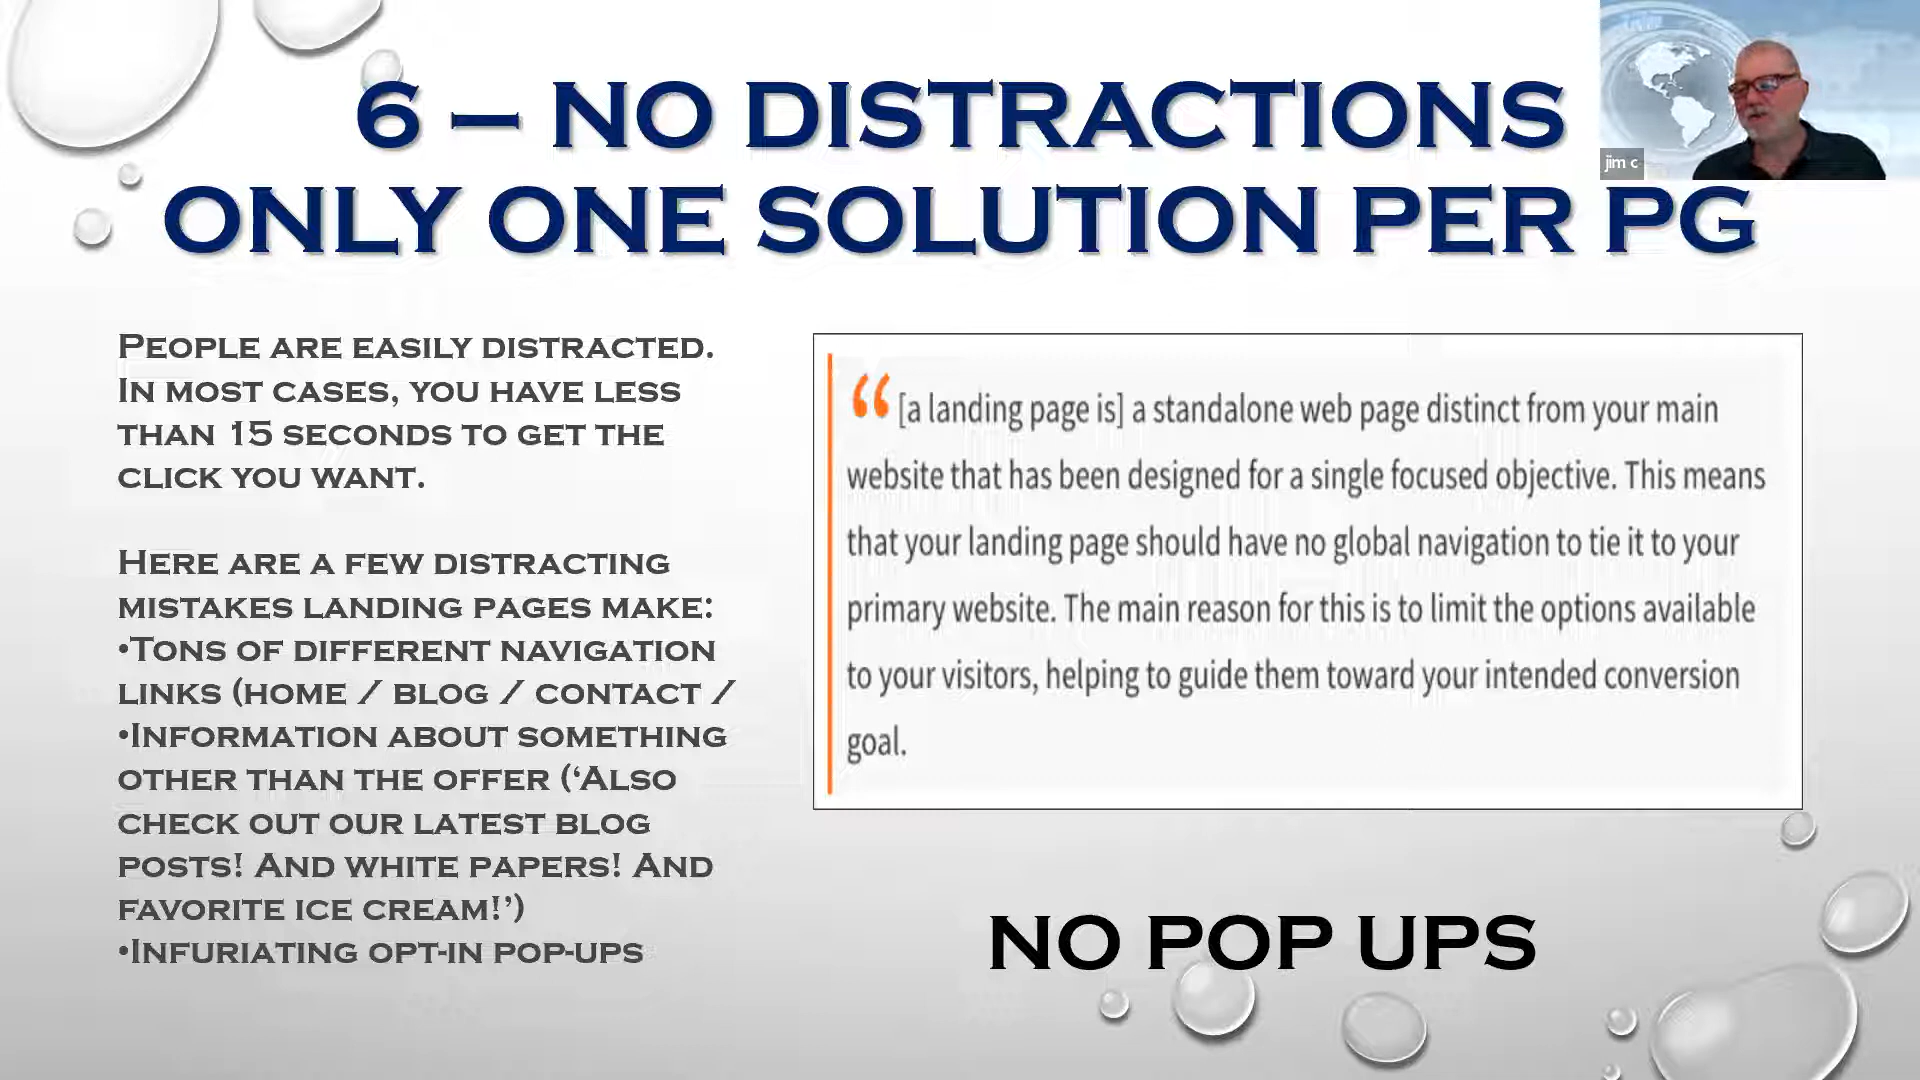 6 – NO DISTRACTIONS
ONLY ONE SOLUTION PER PG
jim c
PEOPLE ARE EASILY DISTRACTED.
IN MOST CASES, YOU HAVE LESS
THAN 15 SECONDS TO GET THE
CLICK YOU WANT.
HERE ARE A FEW DISTRACTING
MISTAKES LANDING PAGES MAKE:
•TONS OF DIFFERENT NAVIGATION
LINKS (HOME / BLOG / CONTACT /
•INFORMATION ABOUT SOMETHING
OTHER THAN THE OFFER (‘ALSO
CHECK OUT OUR LATEST BLOG
POSTS! AND WHITE PAPERS! AND
FAVORITE ICE CREAM!’)
•INFURIATING OPT-IN POP-UPS
“ [a landing page is] a standalone web page distinct from your main
website that has been designed for a single focused objective. This means
that your landing page should have no global navigation to tie it to your
primary website. The main reason for this is to limit the options available
to your visitors, helping to guide them toward your intended conversion
goal.
NO POP UPS